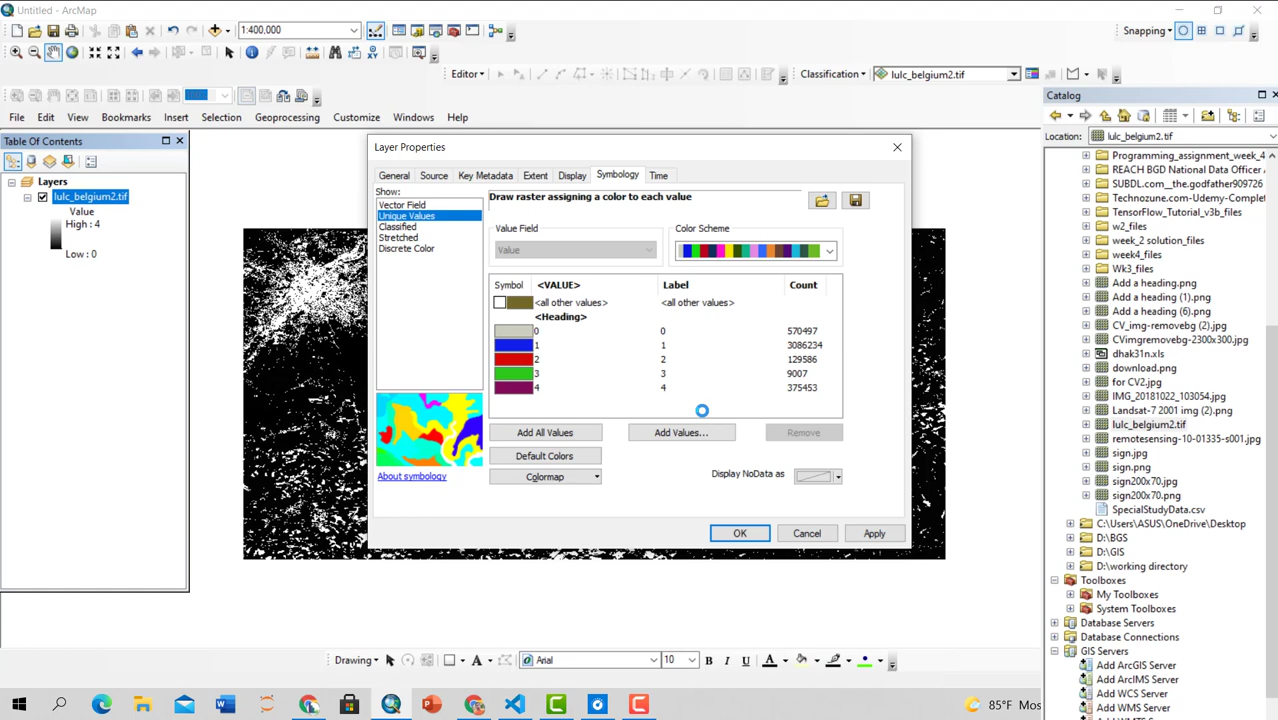 Untitled - ArcMap
1:400,000
Snapping
Editor
Classification
lulc_belgium2.tif
File Edit View Bookmarks Insert Selection Geoprocessing Customize Windows Help
Table Of Contents
Layers
lulc_belgium2.tif
Value
High : 4
Low : 0
Layer Properties
General Source Key Metadata Extent Display Symbology Time
Show:
Vector Field
Unique Values
Classified
Stretched
Discrete Color
About symbology
Draw raster assigning a color to each value
Value Field
Value
Color Scheme
Symbol <VALUE> Label Count
<all other values> <all other values>
<Heading>
0 0 570497
1 1 3086234
2 2 129586
3 3 9007
4 4 375453
Add All Values Add Values... Remove
Default Colors
Colormap
Display NoData as
OK Cancel Apply
Catalog
Location: lulc_belgium2.tif
Programming_assignment_week_4
REACH BGD National Data Officer
SUBDL.com__the.godfather909726
TensorFlow_Tutorial_v3b_files
w2_files
week_2 solution_files
week4_files
Wk3_files
Add a heading.png
Add a heading (1).png
Add a heading (6).png
CV_img-removebg (2).jpg
CVimgremovebg-2300x300.jpg
dhak31n.xls
download.png
for CV2.jpg
IMG_20181022_103054.jpg
Landsat-7 2001 img (2).png
lulc_belgium2.tif
remotesensing-10-01335-s001.jpg
sign.jpg
sign.png
sign200x70.jpg
sign200x70.png
SpecialStudyData.csv
C:\Users\ASUS\OneDrive\Desktop
D:\BGS
D:\GIS
D:\working directory
Toolboxes
My Toolboxes
System Toolboxes
Database Servers
Database Connections
GIS Servers
Add ArcGIS Server
Add ArcIMS Server
Add WCS Server
Add WMS Server
Drawing
Arial
10
B I U A
85°F Mos